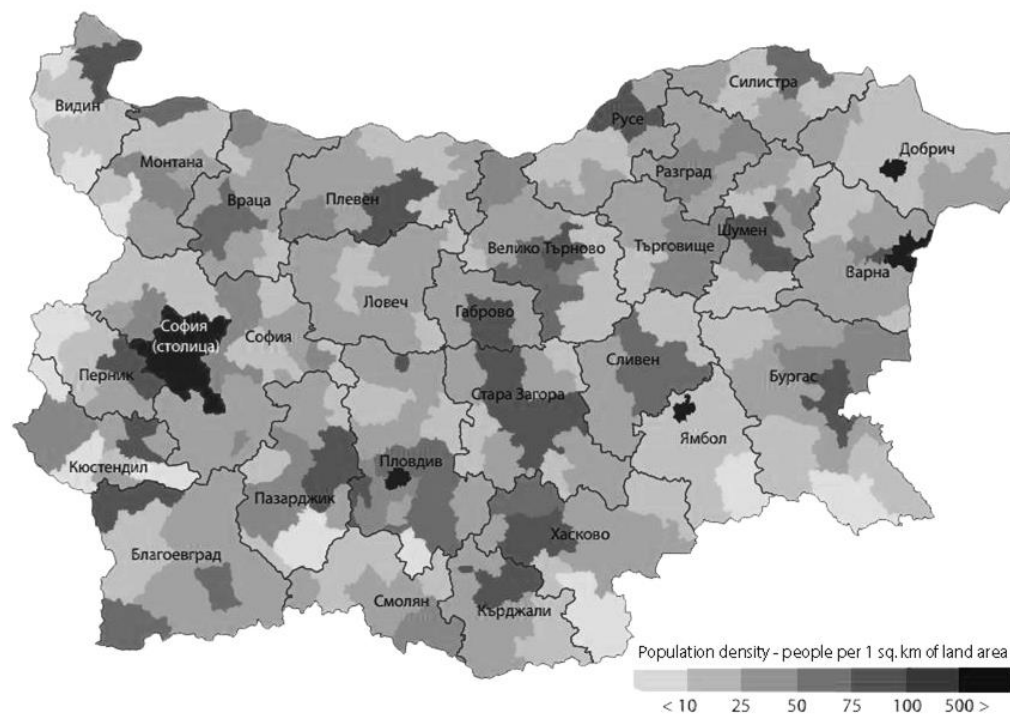 Силистра
Видин
Русе
Добрич
Монтана
Разград
Враца
Плевен
Шумен
Велико Търново
Търговище
Варна
Ловеч
Габрово
София
(столица)
София
Сливен
Перник
Бургас
Стара Загора
Ямбол
Пловдив
Кюстендил
Пазарджик
Хасково
Благоевград
Смолян
Кърджали
Population density - people per 1 sq. km of land area
< 10 25 50 75 100 500 >